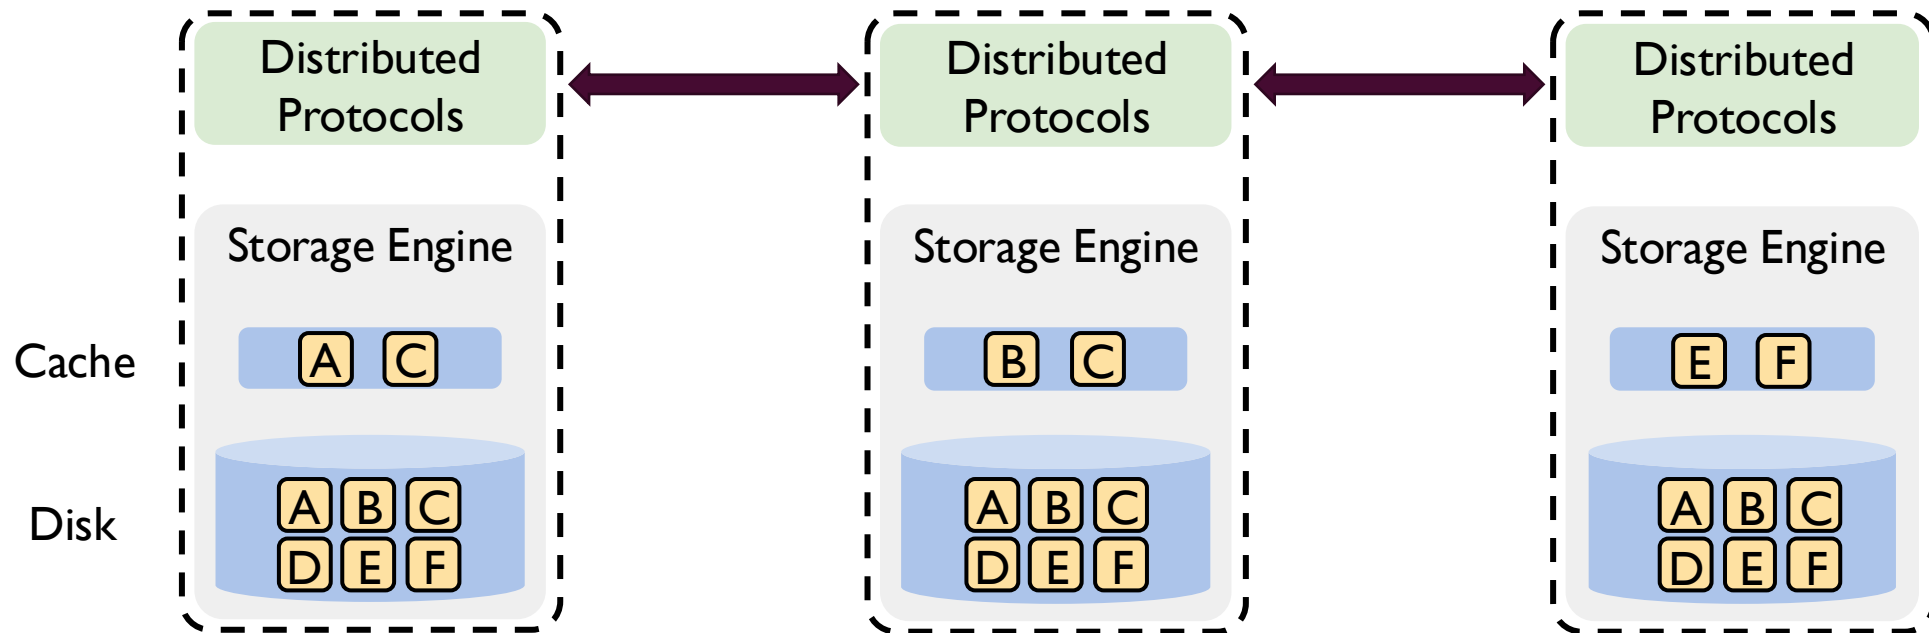 Distributed
Protocols
Distributed
Protocols
Distributed
Protocols
Storage Engine
Storage Engine
Storage Engine
Cache
A C
B C
E F
Disk
A B C
D E F
A B C
D E F
A B C
D E F